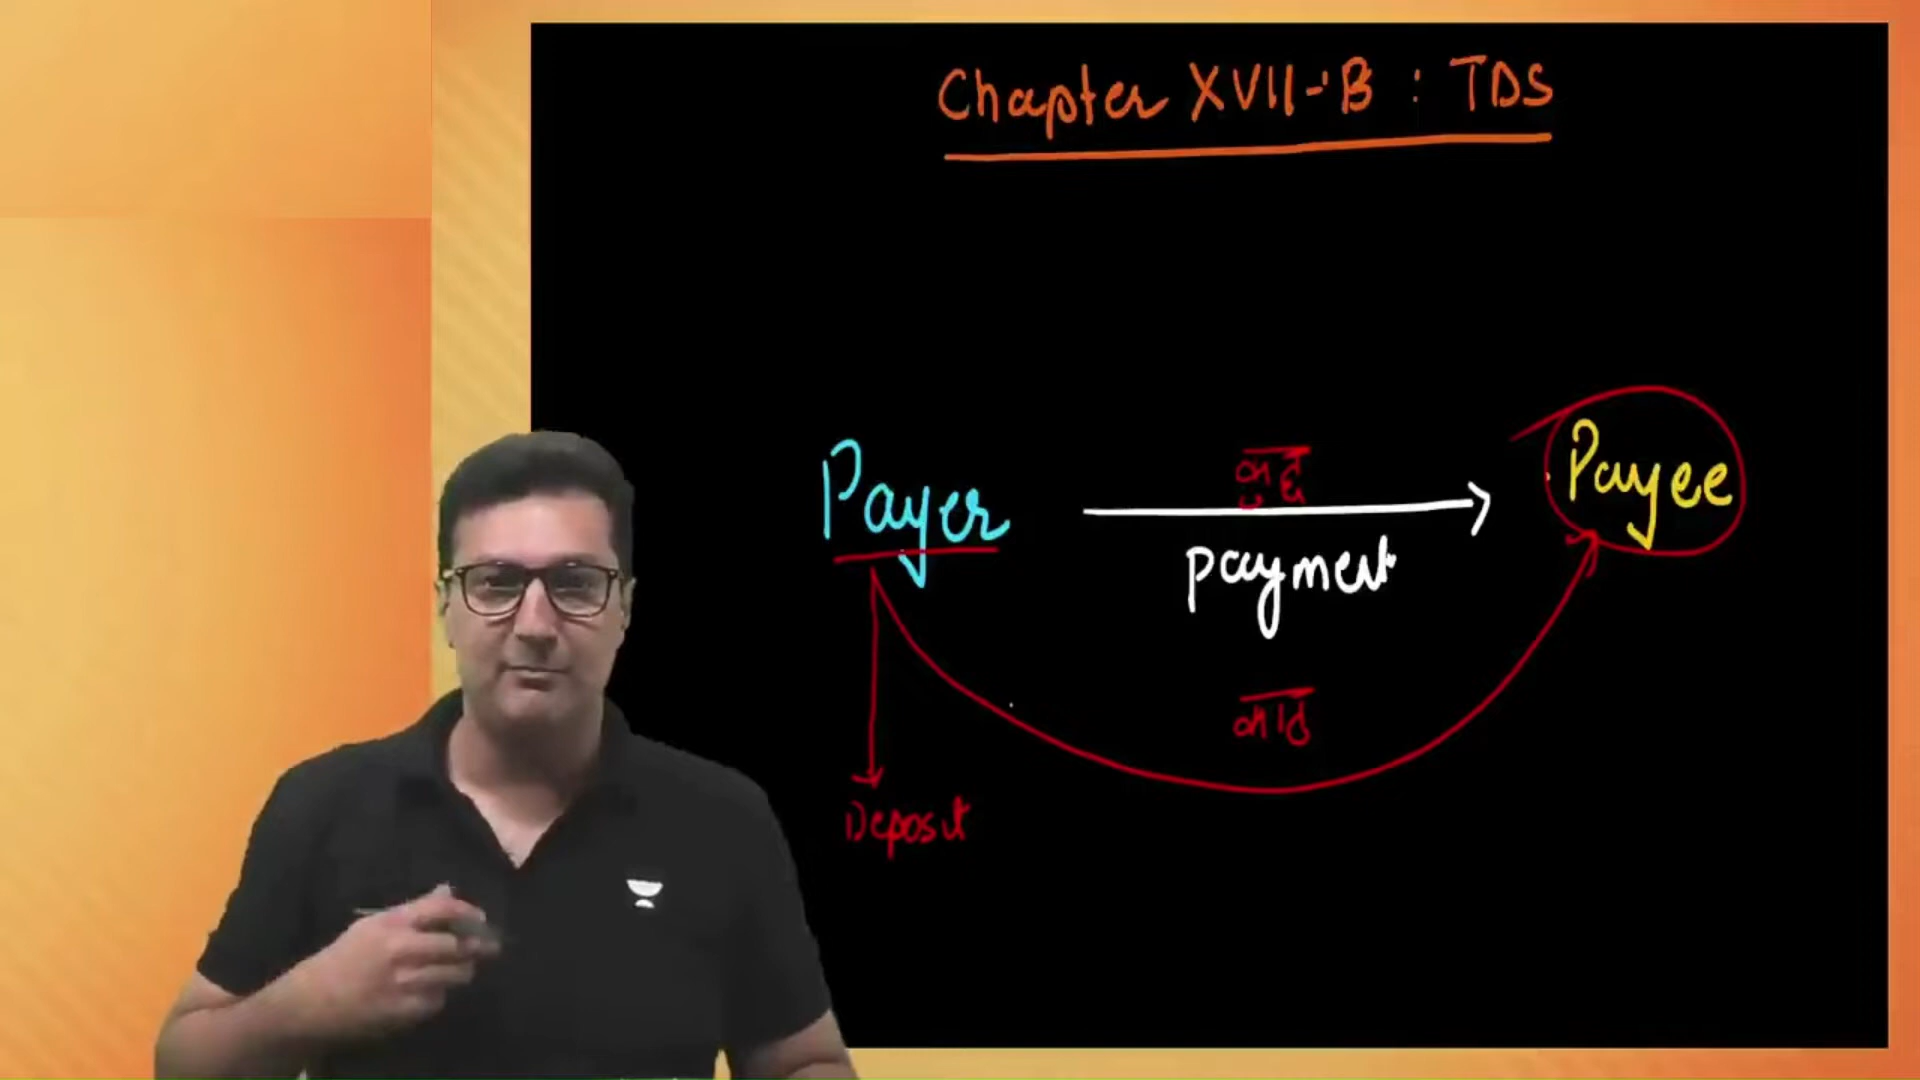 Chapter XVII-B : TDS
Payer
Payee
payment
काट
Deposit